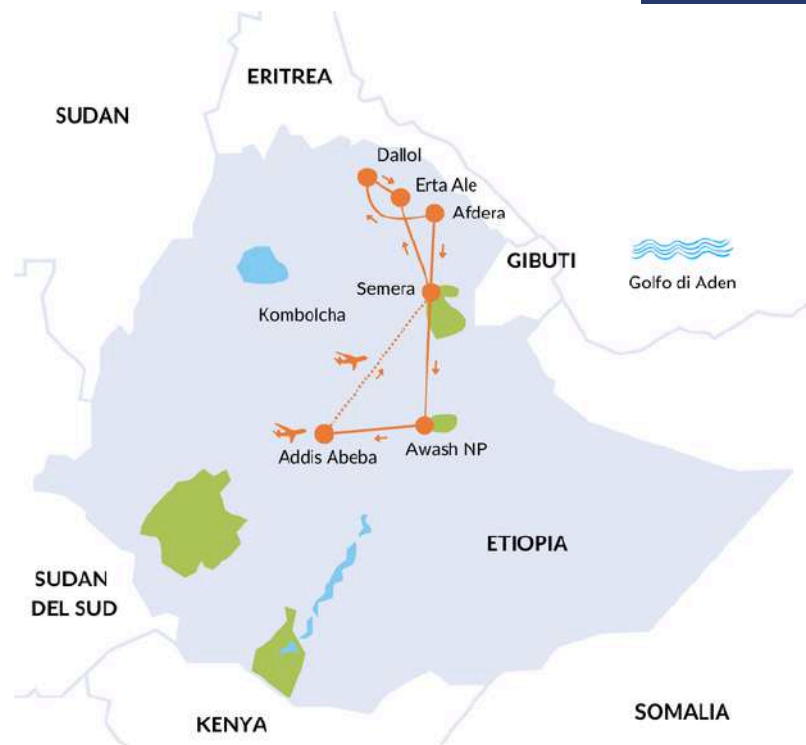 ERITREA
SUDAN
Dallol
Erta Ale
Afdera
GIBUTI
Golfo di Aden
Semera
Kombolcha
Addis Abeba
Awash NP
ETIOPIA
SUDAN
DEL SUD
KENYA
SOMALIA